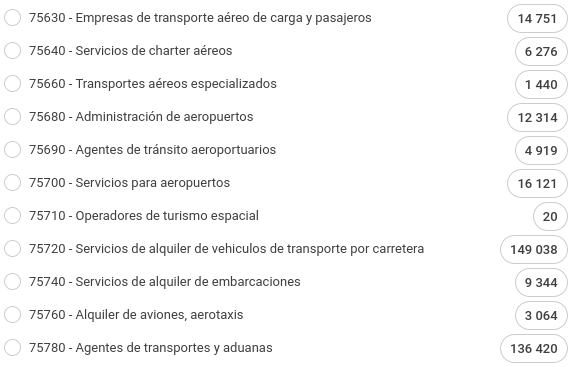 75630 - Empresas de transporte aéreo de carga y pasajeros 14 751
75640 - Servicios de charter aéreos 6 276
75660 - Transportes aéreos especializados 1 440
75680 - Administración de aeropuertos 12 314
75690 - Agentes de tránsito aeroportuarios 4 919
75700 - Servicios para aeropuertos 16 121
75710 - Operadores de turismo espacial 20
75720 - Servicios de alquiler de vehiculos de transporte por carretera 149 038
75740 - Servicios de alquiler de embarcaciones 9 344
75760 - Alquiler de aviones, aerotaxis 3 064
75780 - Agentes de transportes y aduanas 136 420